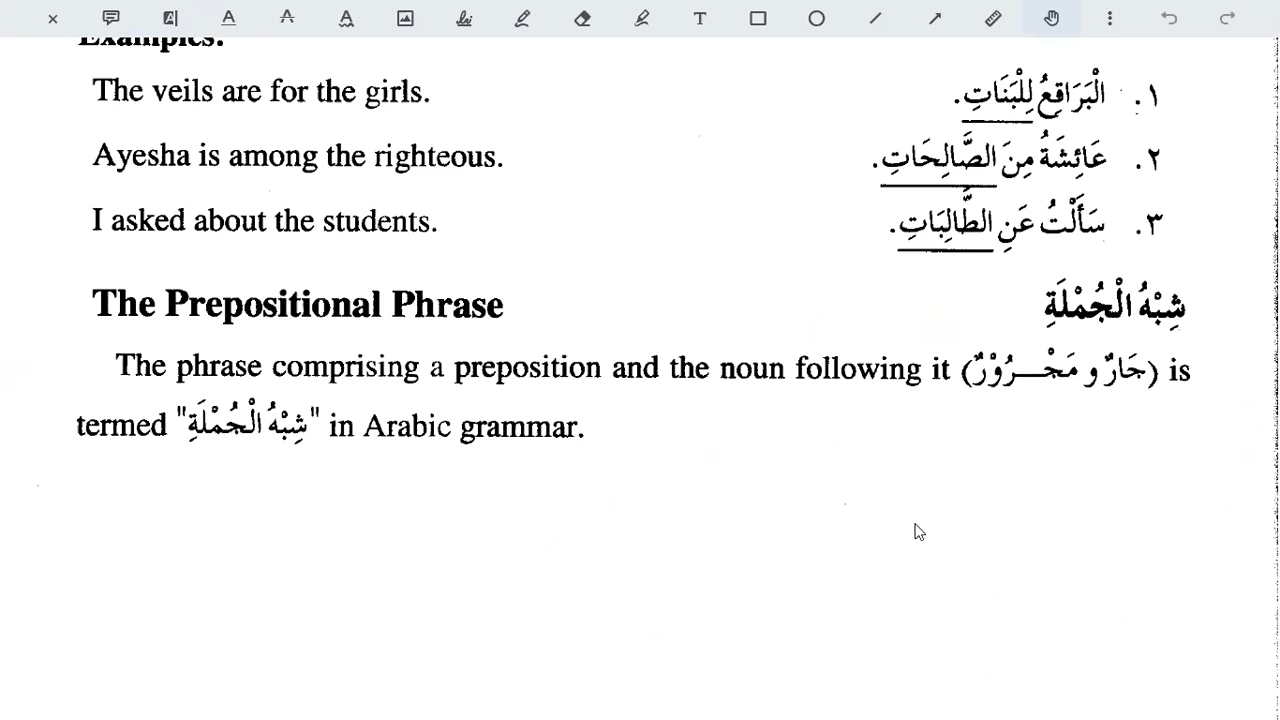 Examples:
The veils are for the girls. ١. الْبَرَاقِعُ لِلْبَنَاتِ.
Ayesha is among the righteous. ٢. عَائِشَةُ مِنَ الصَّالِحَاتِ.
I asked about the students. ٣. سَأَلْتُ عَنِ الطَّالِبَاتِ.
The Prepositional Phrase شِبْهُ الْجُمْلَةِ
The phrase comprising a preposition and the noun following it (جَارٌ و مَجْـــرُوْرٌ) is
termed "شِبْهُ الْجُمْلَةِ" in Arabic grammar.